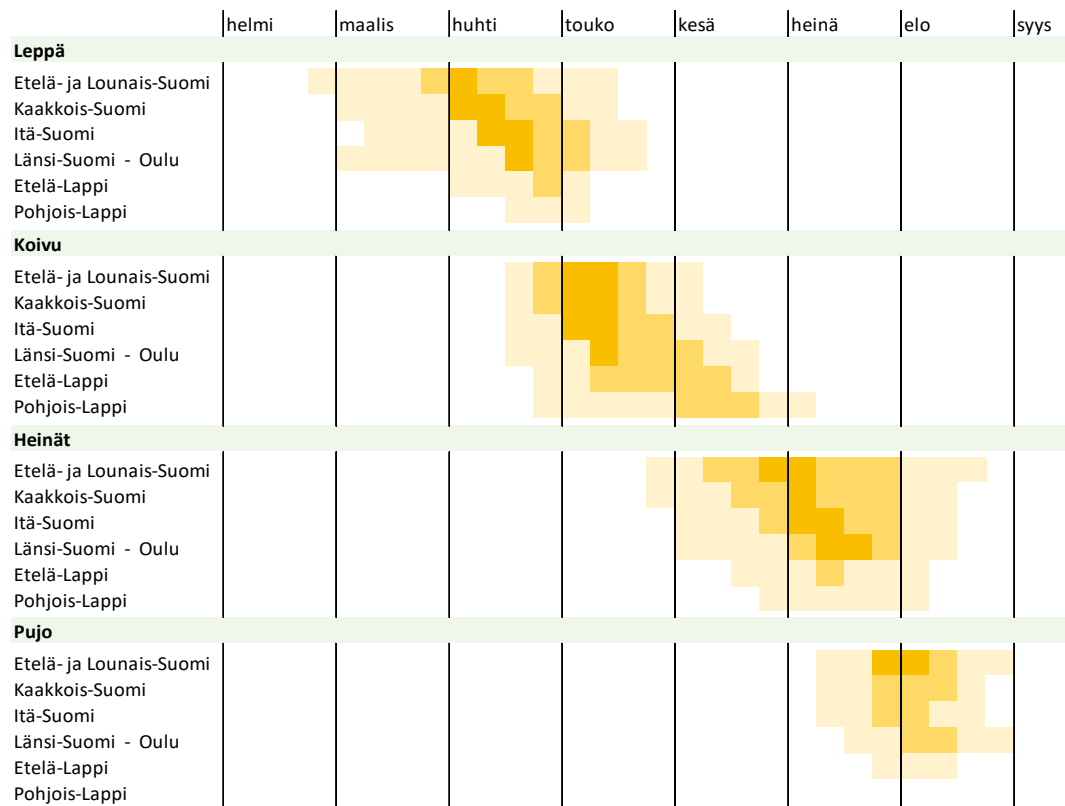 helmi maalis huhti touko kesä heinä elo syys
Leppä
Etelä- ja Lounais-Suomi
Kaakkois-Suomi
Itä-Suomi
Länsi-Suomi - Oulu
Etelä-Lappi
Pohjois-Lappi
Koivu
Etelä- ja Lounais-Suomi
Kaakkois-Suomi
Itä-Suomi
Länsi-Suomi - Oulu
Etelä-Lappi
Pohjois-Lappi
Heinät
Etelä- ja Lounais-Suomi
Kaakkois-Suomi
Itä-Suomi
Länsi-Suomi - Oulu
Etelä-Lappi
Pohjois-Lappi
Pujo
Etelä- ja Lounais-Suomi
Kaakkois-Suomi
Itä-Suomi
Länsi-Suomi - Oulu
Etelä-Lappi
Pohjois-Lappi